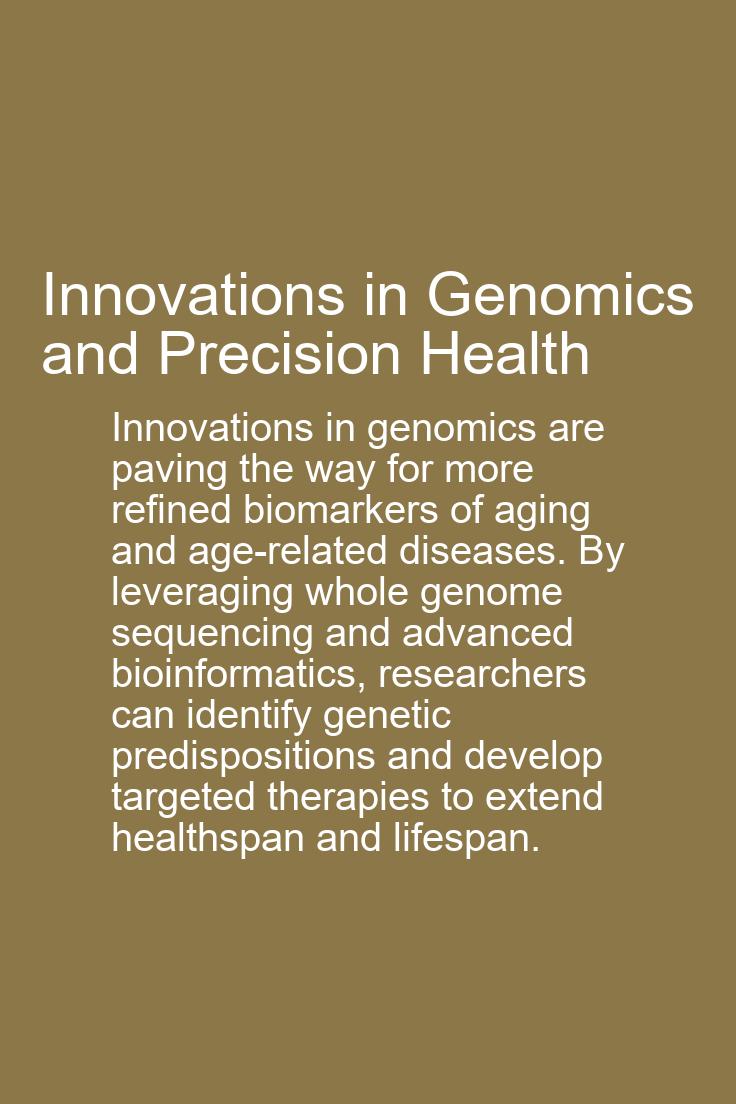 Innovations in Genomics
and Precision Health
Innovations in genomics are
paving the way for more
refined biomarkers of aging
and age-related diseases. By
leveraging whole genome
sequencing and advanced
bioinformatics, researchers
can identify genetic
predispositions and develop
targeted therapies to extend
healthspan and lifespan.